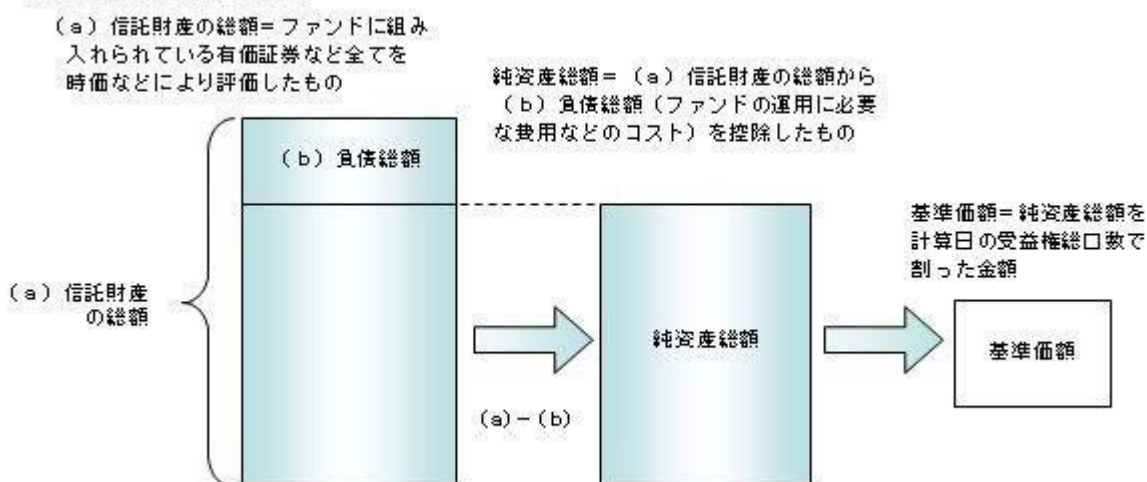 （a）信託財産の総額＝ファンドに組み
入れられている有価証券など全てを
時価などにより評価したもの
純資産総額＝（a）信託財産の総額から
（b）負債総額（ファンドの運用に必要
な費用などのコスト）を控除したもの
（b）負債総額
基準価額＝純資産総額を
計算日の受益権総口数で
割った金額
（a）信託財産
の総額
純資産総額
基準価額
（a）－（b）